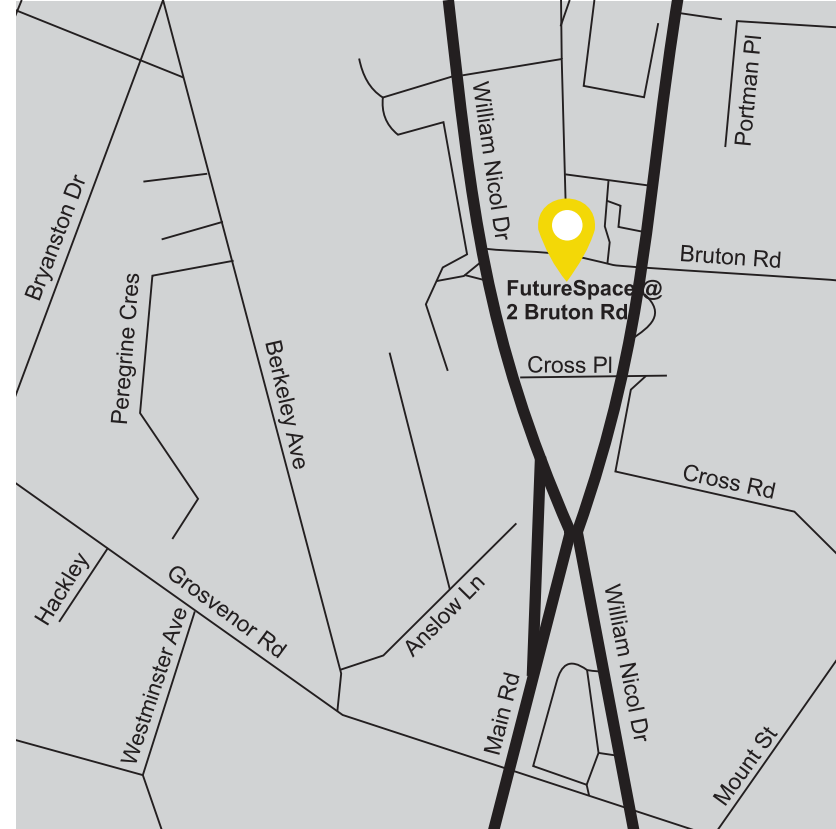 Portman Pl
William Nicol Dr
Bryanston Dr
Bruton Rd
FutureSpace @
2 Bruton Rd
Peregrine Cres
Berkeley Ave
Cross Pl
Cross Rd
Hackley
Grosvenor Rd
Anslow Ln
Westminster Ave
William Nicol Dr
Main Rd
Mount St